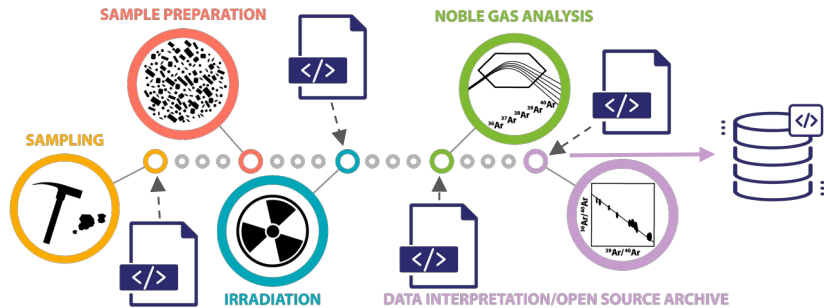 SAMPLE PREPARATION
NOBLE GAS ANALYSIS
</>
</>
</>
40Ar
39Ar
38Ar
37Ar
36Ar
SAMPLING
</>
</>
36Ar/40Ar
39Ar/40Ar
IRRADIATION
DATA INTERPRETATION/OPEN SOURCE ARCHIVE